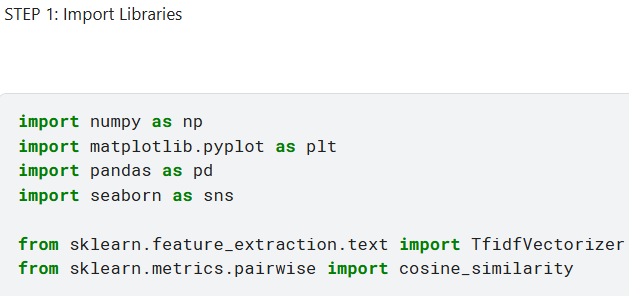 STEP 1: Import Libraries
import numpy as np
import matplotlib.pyplot as plt
import pandas as pd
import seaborn as sns
from sklearn.feature_extraction.text import TfidfVectorizer
from sklearn.metrics.pairwise import cosine_similarity